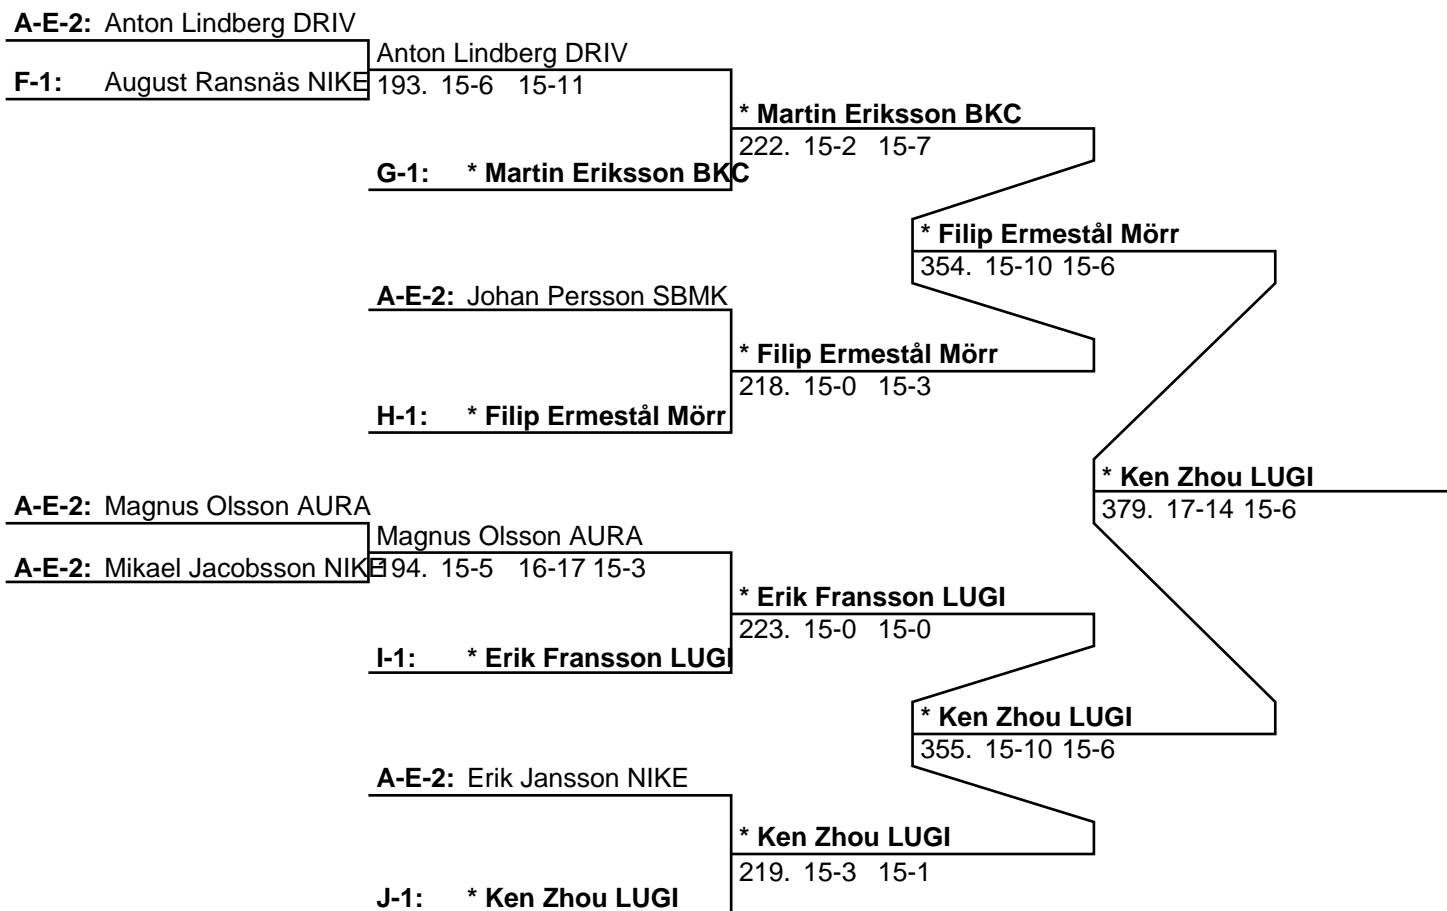 A-E-2: Anton Lindberg DRIV
Anton Lindberg DRIV
F-1: August Ransnäs NIKE
193. 15-6 15-11
* Martin Eriksson BKC
222. 15-2 15-7
G-1: * Martin Eriksson BKC
* Filip Ermestål Mörr
354. 15-10 15-6
A-E-2: Johan Persson SBMK
* Filip Ermestål Mörr
218. 15-0 15-3
H-1: * Filip Ermestål Mörr
* Ken Zhou LUGI
379. 17-14 15-6
A-E-2: Magnus Olsson AURA
Magnus Olsson AURA
A-E-2: Mikael Jacobsson NIKE
194. 15-5 16-17 15-3
* Erik Fransson LUGI
223. 15-0 15-0
I-1: * Erik Fransson LUGI
* Ken Zhou LUGI
355. 15-10 15-6
A-E-2: Erik Jansson NIKE
* Ken Zhou LUGI
219. 15-3 15-1
J-1: * Ken Zhou LUGI